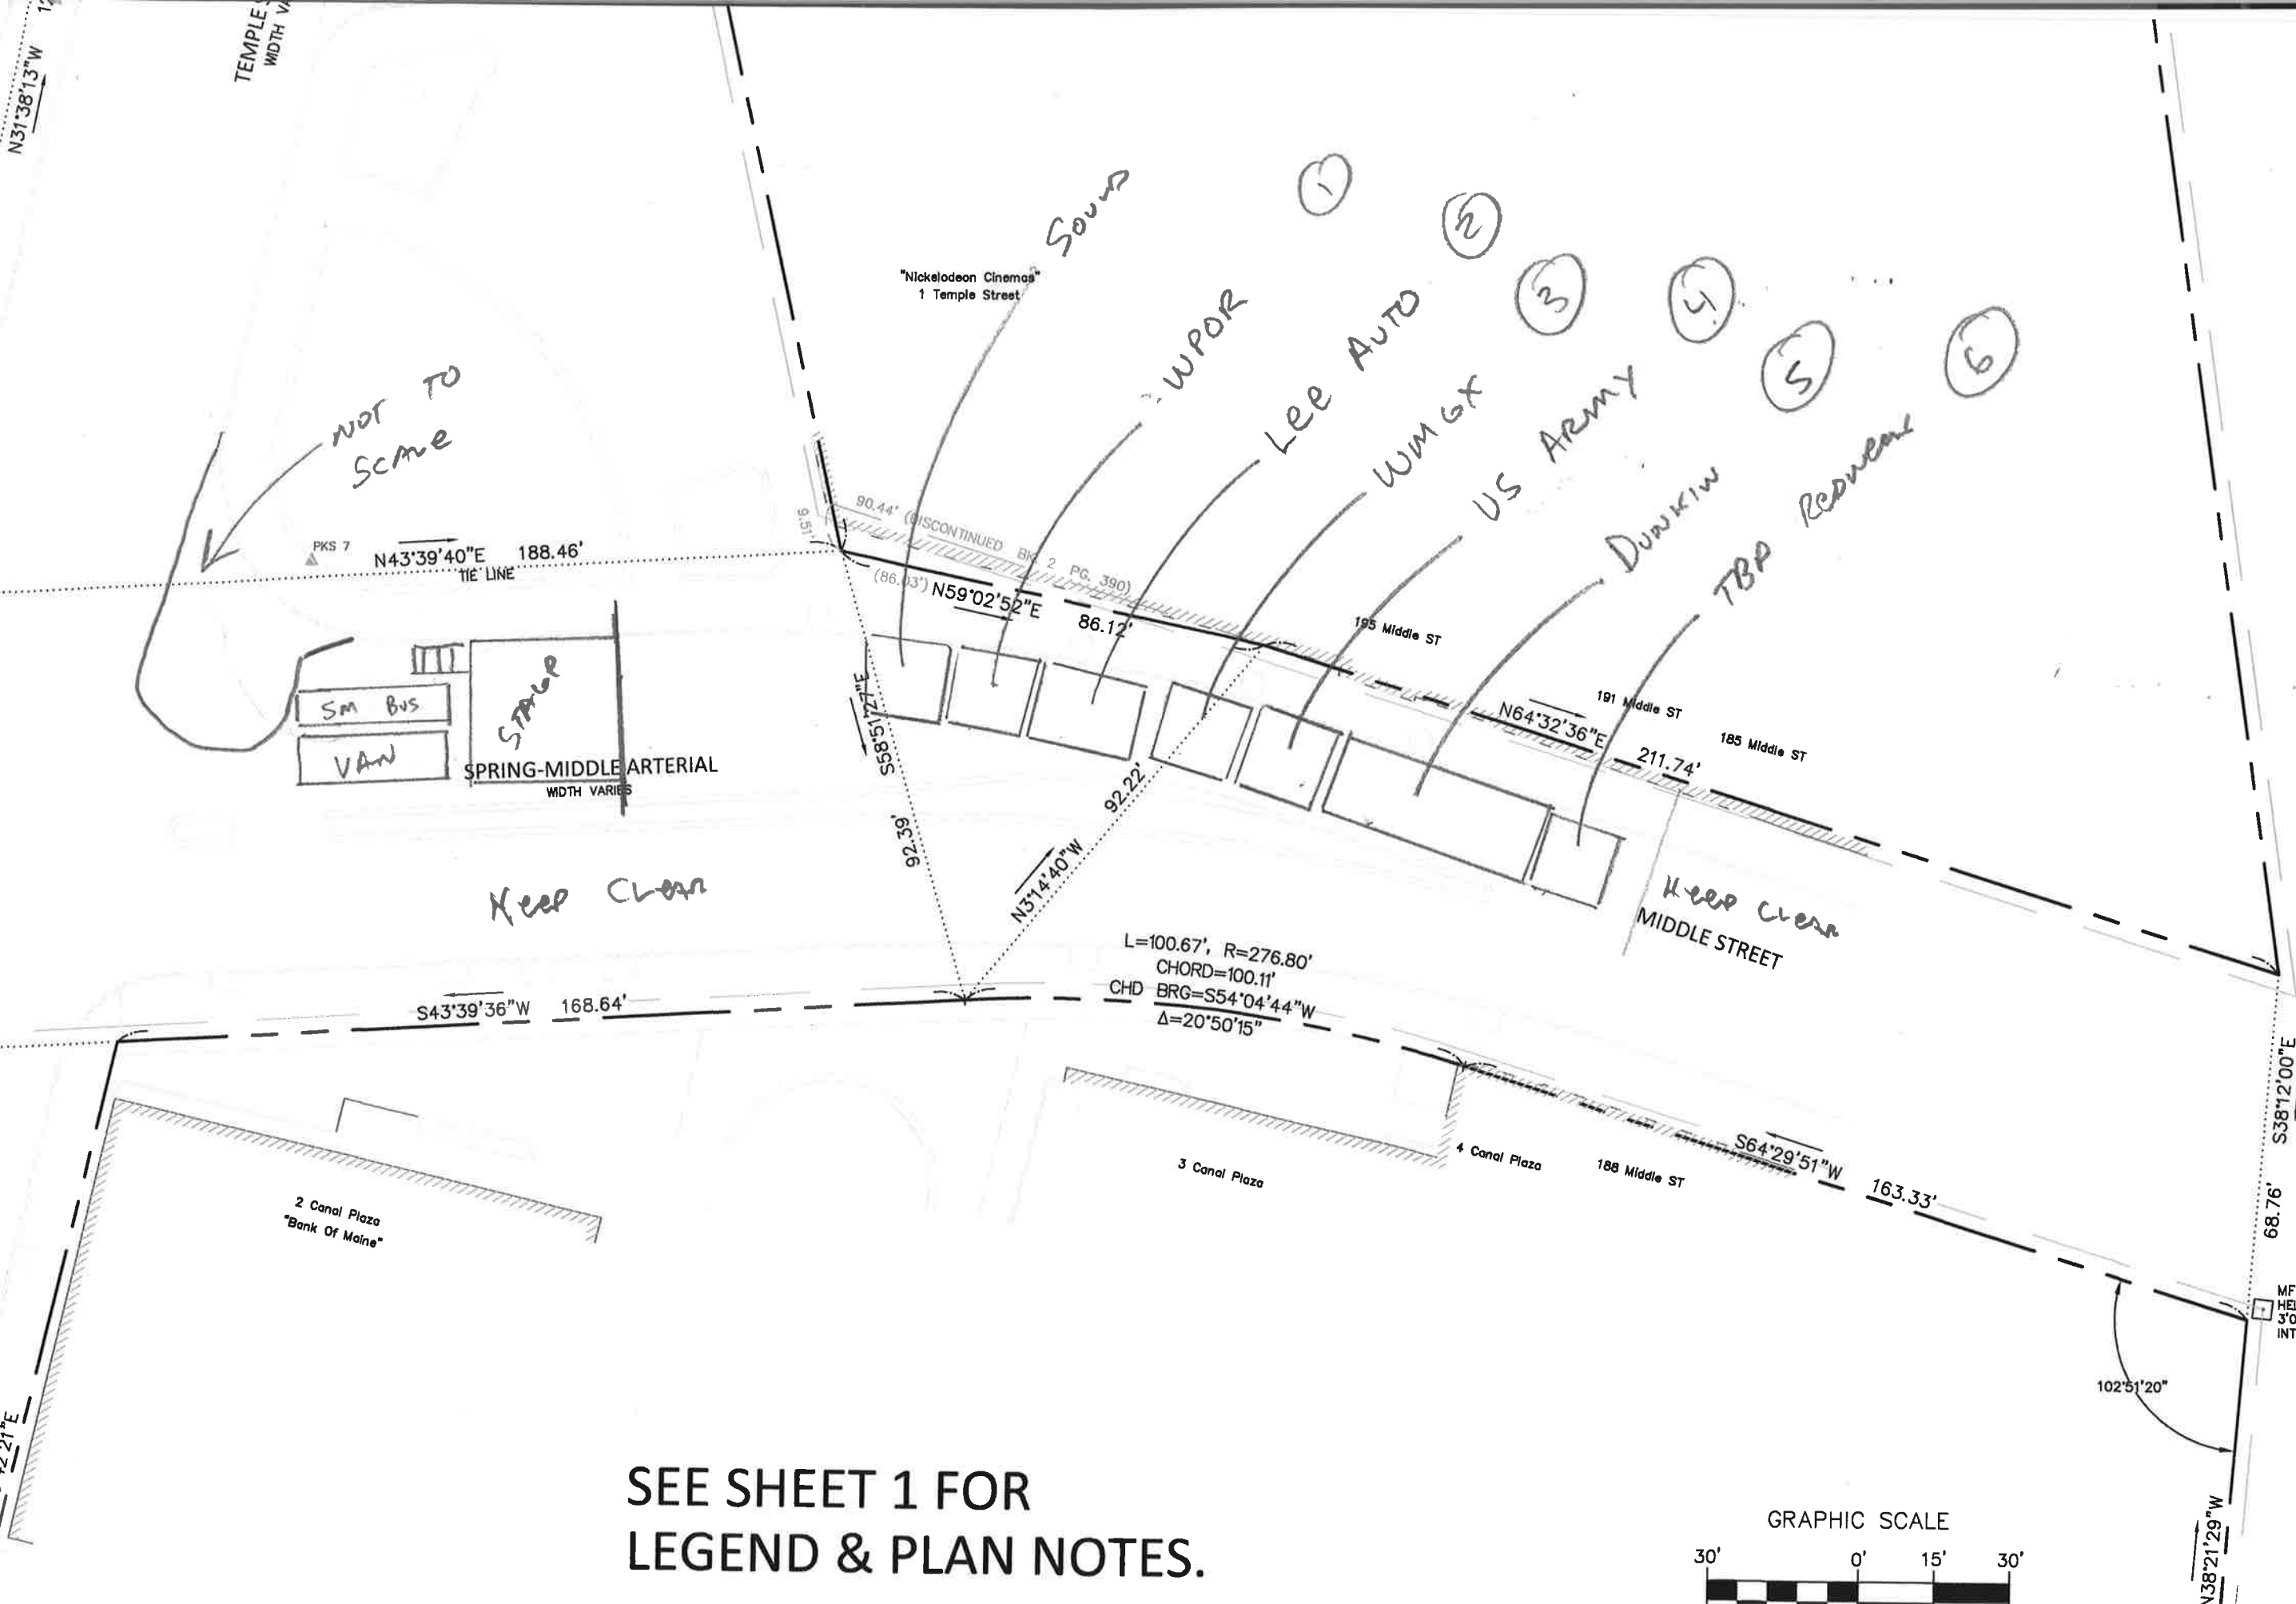 N31°38'13"W
TEMPLE
WIDTH
Sound
1
2
3
4
5
6
"Nickelodeon Cinemas"
1 Temple Street
WPOR
Lee Auto
WMGX
US Army
Dunkin
TBP
NOT TO
Scale
90.44' (DISCONTINUED BK. 2 PG. 390)
9.51'
PKS 7
N43°39'40"E 188.46'
TIE LINE
(86.03') N59°02'52"E
86.12'
195 Middle ST
191 Middle ST
185 Middle ST
N64°32'36"E
211.74'
Sm Bus
VAN
Stage
SPRING-MIDDLE ARTERIAL
WIDTH VARIES
S58°51'27"E
92.39'
N3°14'40"W
92.22'
Keep Clear
Keep Clear
MIDDLE STREET
L=100.67', R=276.80'
CHORD=100.11'
CHD BRG=S54°04'44"W
Δ=20°50'15"
S43°39'36"W 168.64'
S38°12'00"E
68.76'
2 Canal Plaza
"Bank Of Maine"
3 Canal Plaza
4 Canal Plaza
188 Middle ST
S64°29'51"W
163.33'
102°51'20"
N38°21'29"W
SEE SHEET 1 FOR
LEGEND & PLAN NOTES.
GRAPHIC SCALE
30' 0' 15' 30'